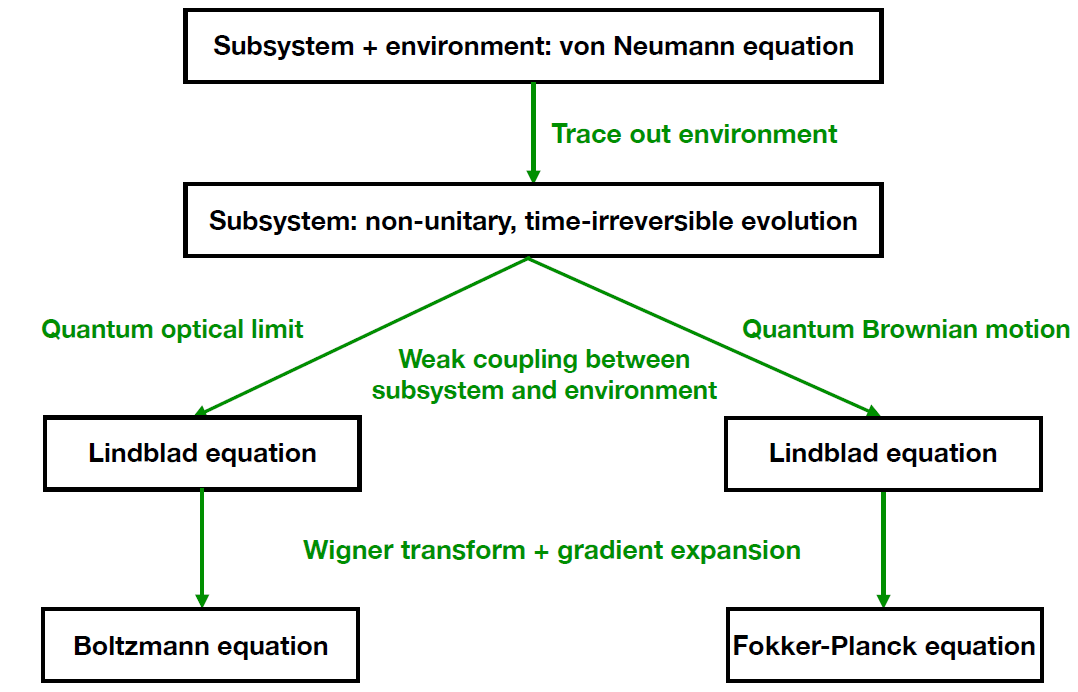 Subsystem + environment: von Neumann equation
Trace out environment
Subsystem: non-unitary, time-irreversible evolution
Quantum optical limit
Quantum Brownian motion
Weak coupling between
subsystem and environment
Lindblad equation
Lindblad equation
Wigner transform + gradient expansion
Boltzmann equation
Fokker-Planck equation